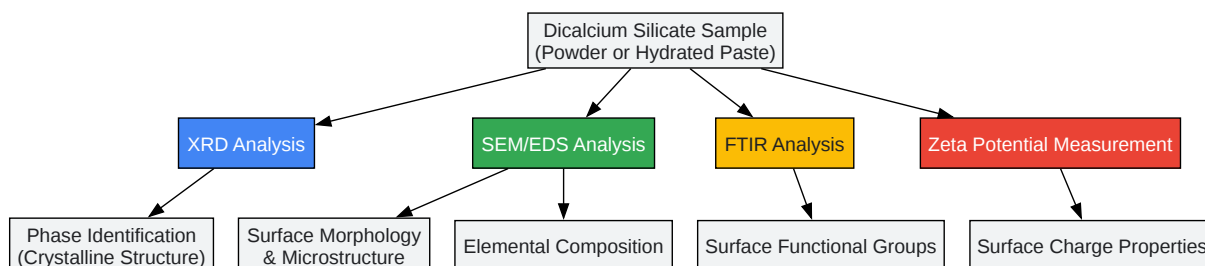 Dicalcium Silicate Sample
(Powder or Hydrated Paste)
XRD Analysis
SEM/EDS Analysis
FTIR Analysis
Zeta Potential Measurement
Phase Identification
(Crystalline Structure)
Surface Morphology
& Microstructure
Elemental Composition
Surface Functional Groups
Surface Charge Properties